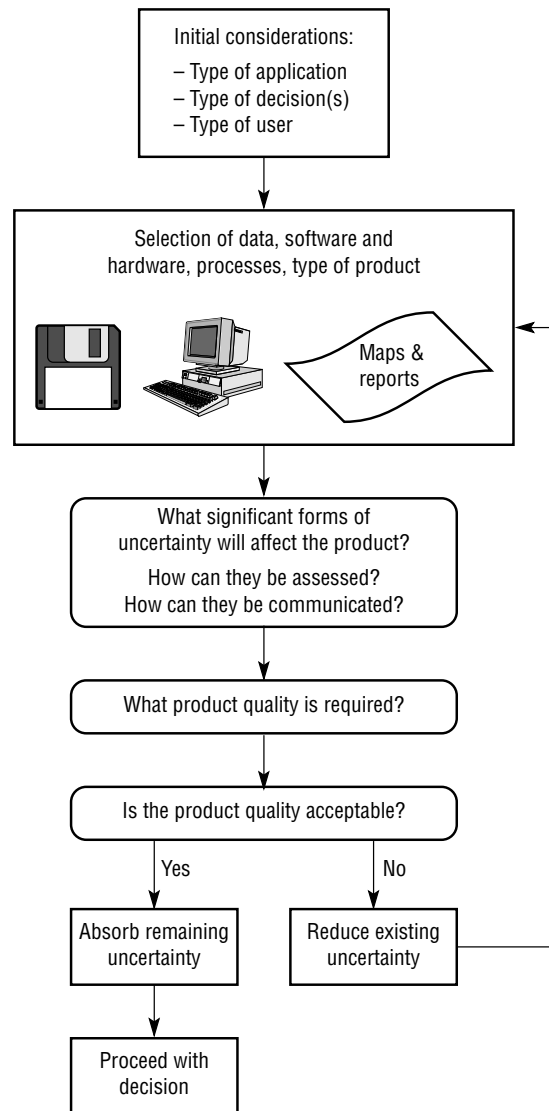 Initial considerations:
– Type of application
– Type of decision(s)
– Type of user
Selection of data, software and
hardware, processes, type of product
Maps &
reports
What significant forms of
uncertainty will affect the product?
How can they be assessed?
How can they be communicated?
What product quality is required?
Is the product quality acceptable?
Yes
No
Absorb remaining
uncertainty
Reduce existing
uncertainty
Proceed with
decision